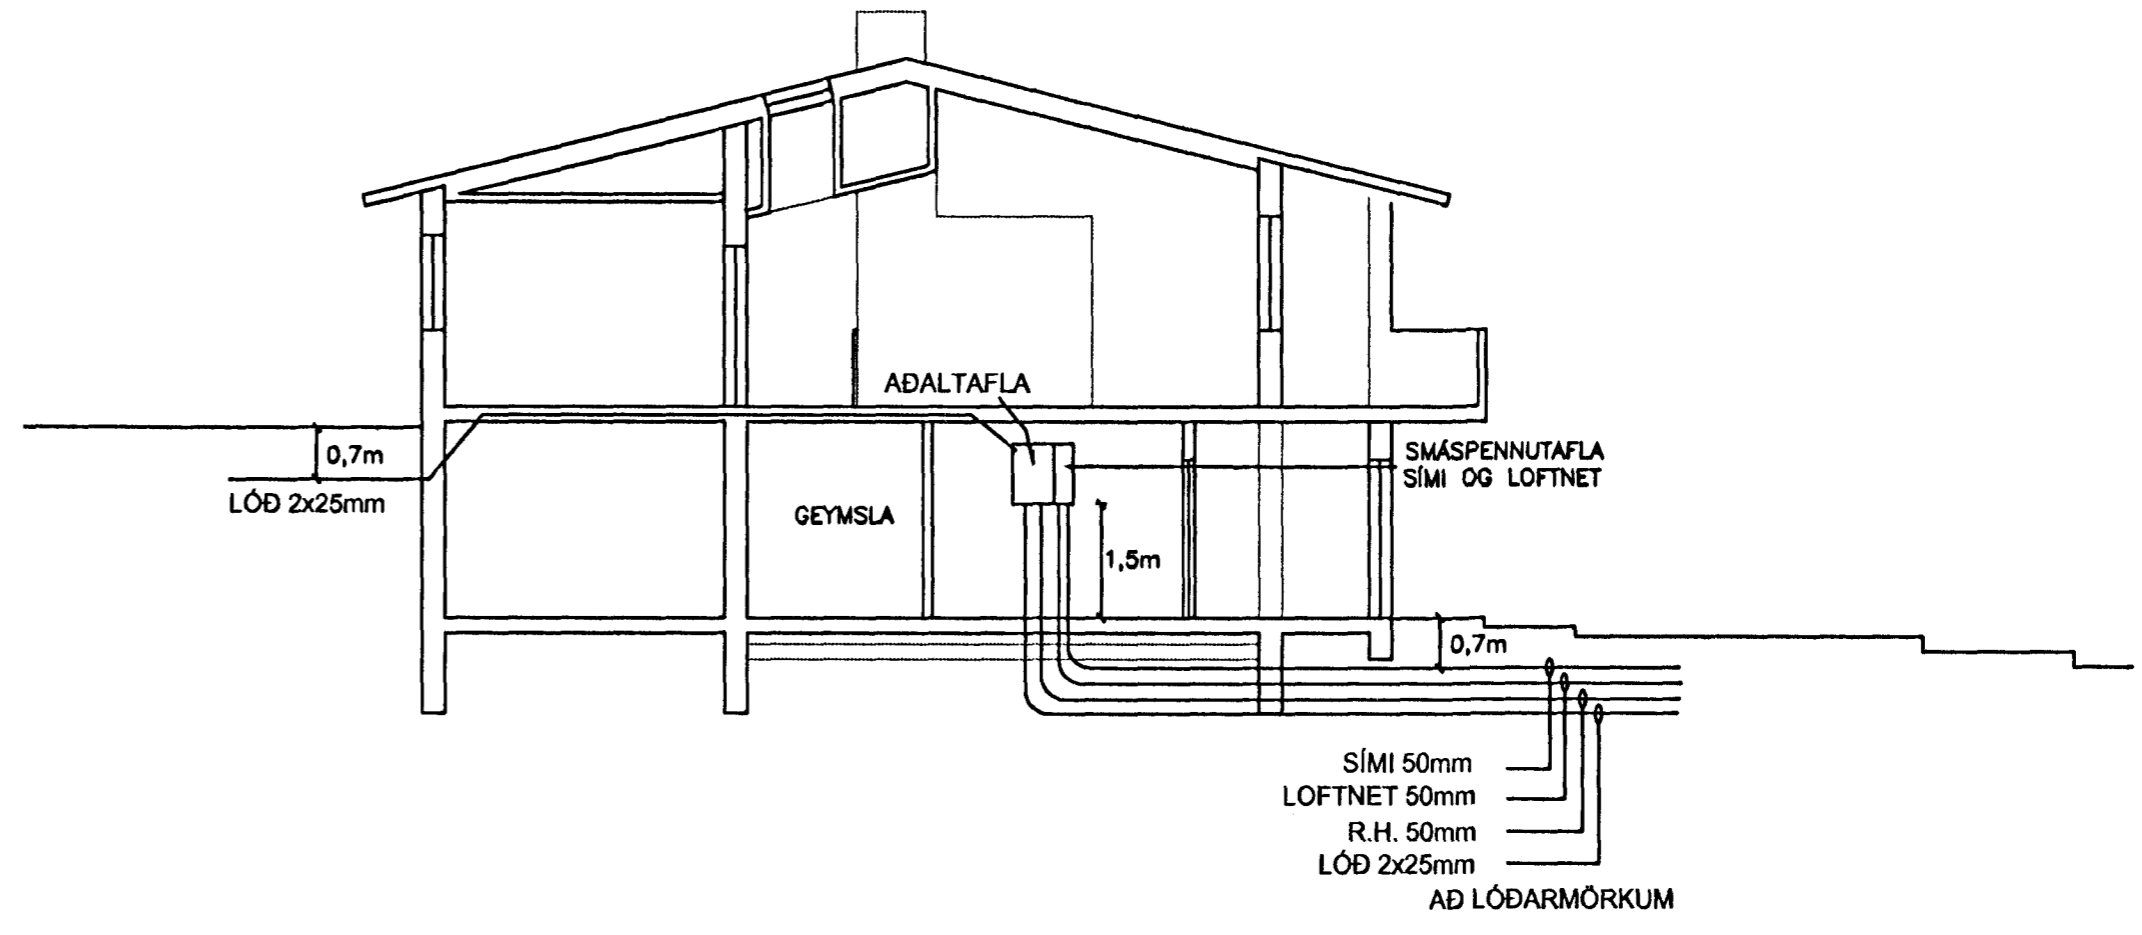 AÐALTAFLA
0,7m
LÓÐ 2x25mm
SMÁSPENNUTAFLA
SÍMI OG LOFTNET
GEYMSLA
1,5m
0,7m
SÍMI 50mm
LOFTNET 50mm
R.H. 50mm
LÓÐ 2x25mm
AÐ LÓÐARMÖRKUM